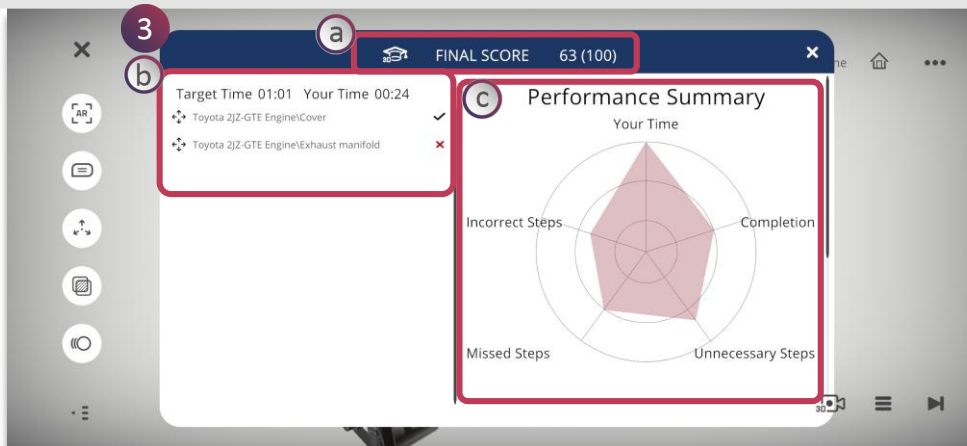 3
a
FINAL SCORE 63 (100)
3D
b
Target Time 01:01 Your Time 00:24
Toyota 2JZ-GTE Engine\Cover
Toyota 2JZ-GTE Engine\Exhaust manifold
c
Performance Summary
Your Time
Incorrect Steps
Completion
Missed Steps
Unnecessary Steps
AR
3D